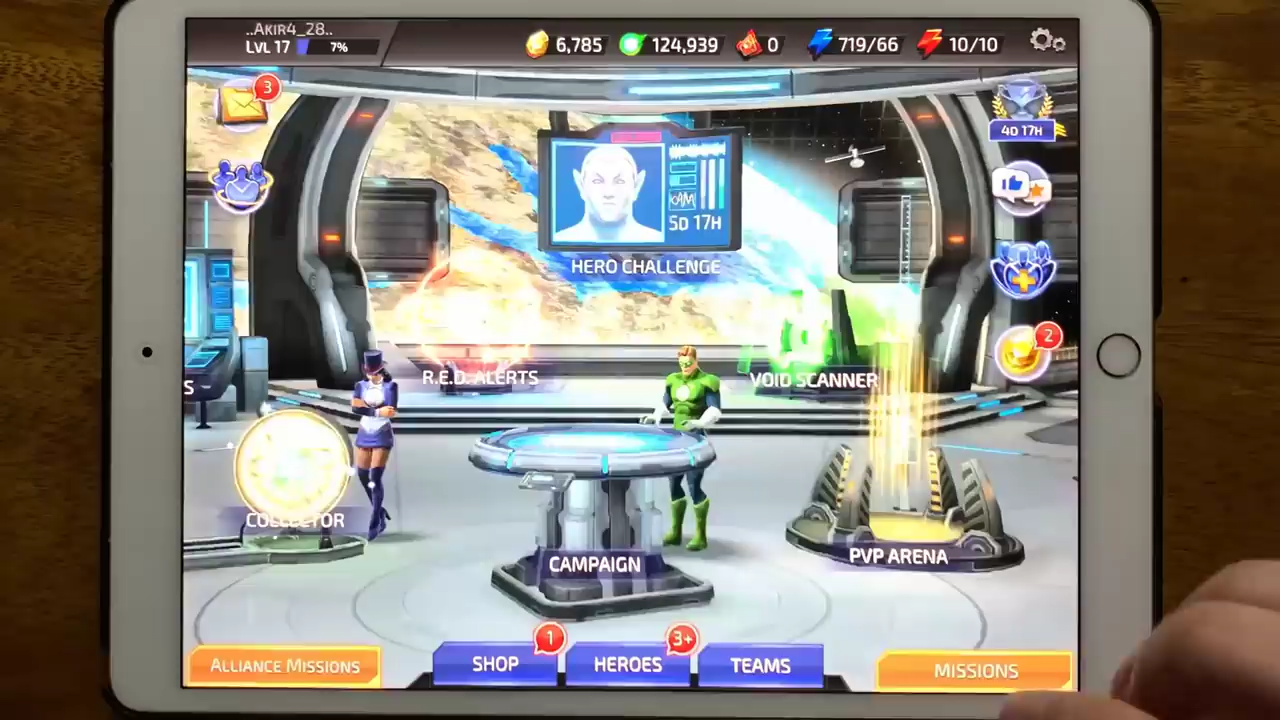 ..Akir4_28..
LVL 17 7%
6,785 124,939 0 719/66 10/10
3
4D 17H
5D 17H
HERO CHALLENGE
2
R.E.D. ALERTS
VOID SCANNER
S
COLLECTOR
CAMPAIGN
PVP ARENA
ALLIANCE MISSIONS
SHOP 1
HEROES 3+
TEAMS
MISSIONS